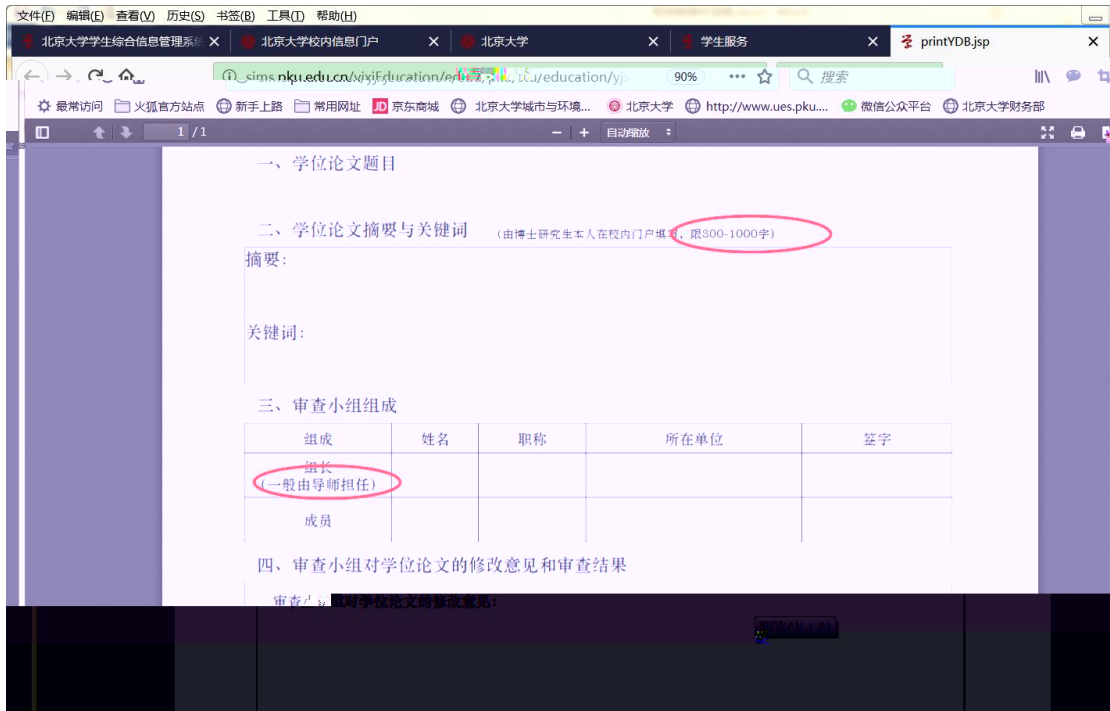 文件(F) 编辑(E) 查看(V) 历史(S) 书签(B) 工具(T) 帮助(H)
北京大学学生综合信息管理系统 北京大学校内信息门户 北京大学 学生服务 printYDB.jsp
sims.pku.edu.cn 90% 搜索
最常访问 火狐官方站点 新手上路 常用网址 JD 京东商城 北京大学城市与环境... 北京大学 http://www.ues.pku.... 微信公众平台 北京大学财务部
1 /1 自动缩放
一、学位论文题目
二、学位论文摘要与关键词 (由博士研究生本人在校内门户填写,限800-1000字)
摘要:
关键词:
三、审查小组组成
组成 姓名 职称 所在单位 签字
组长
(一般由导师担任)
成员
四、审查小组对学位论文的修改意见和审查结果
审查小组对学位论文的修改意见: